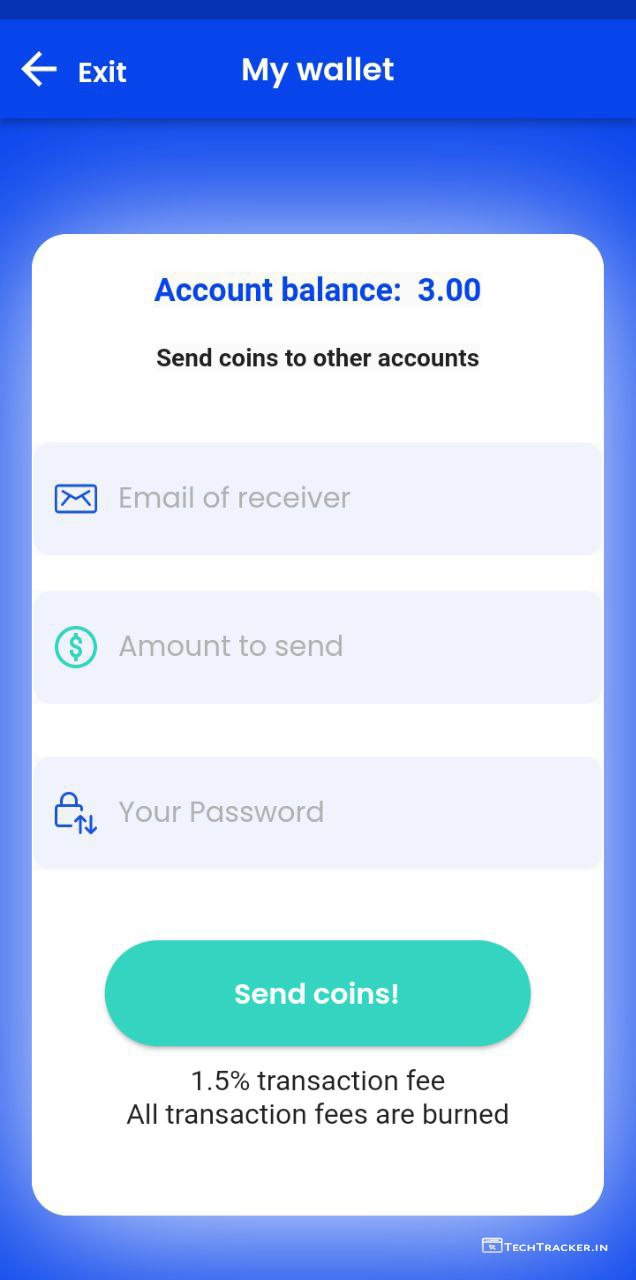 Exit My wallet
Account balance: 3.00
Send coins to other accounts
Email of receiver
Amount to send
Your Password
Send coins!
1.5% transaction fee
All transaction fees are burned
TECHTRACKER.IN